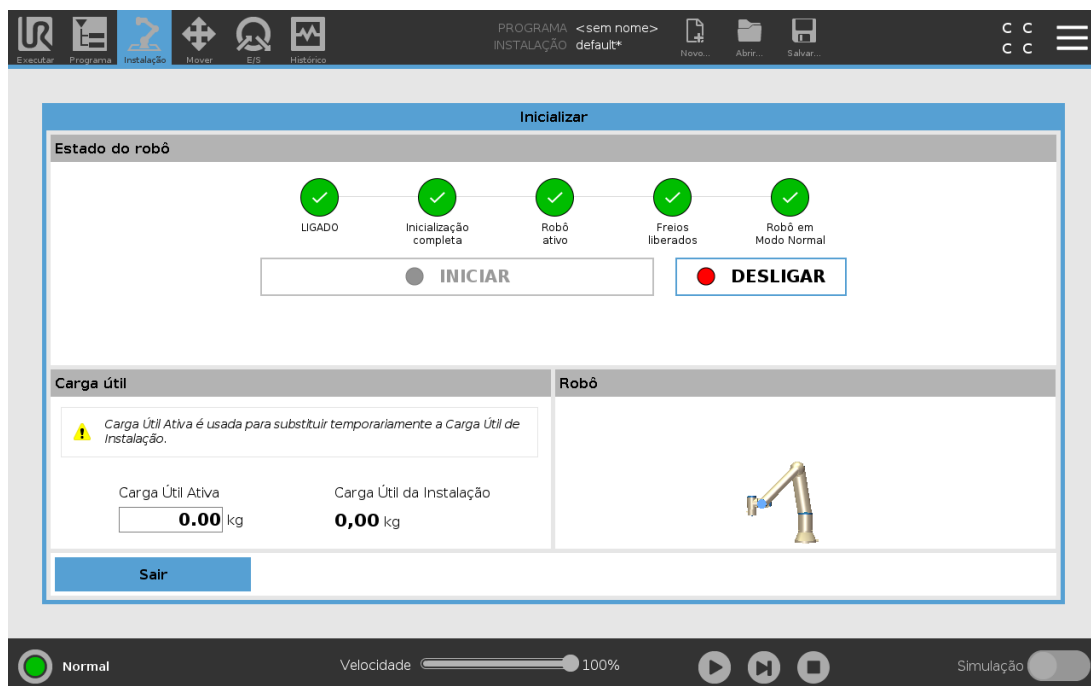 PROGRAMA <sem nome>
INSTALAÇÃO default*
C C
C C
Executar Programa Instalação Mover E/S Histórico Novo... Abrir... Salvar...
Inicializar
Estado do robô
LIGADO
Inicialização completa
Robô ativo
Freios liberados
Robô em Modo Normal
INICIAR
DESLIGAR
Carga útil
Carga Útil Ativa é usada para substituir temporariamente a Carga Útil de
Instalação.
Carga Útil Ativa
0.00 kg
Carga Útil da Instalação
0,00 kg
Robô
Sair
Normal
Velocidade
100%
Simulação